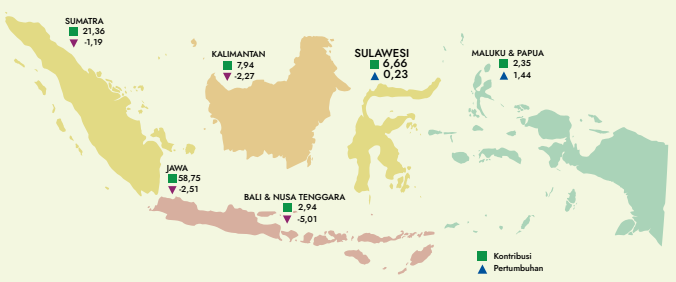 SUMATRA
21,36
-1,19
KALIMANTAN
7,94
-2,27
SULAWESI
6,66
0,23
MALUKU & PAPUA
2,35
1,44
JAWA
58,75
-2,51
BALI & NUSA TENGGARA
2,94
-5,01
Kontribusi
Pertumbuhan